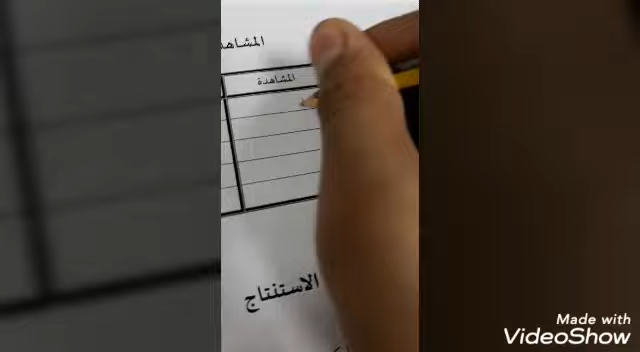 المشاهد
المشاهدة
الاستنتاج
Made with
VideoShow